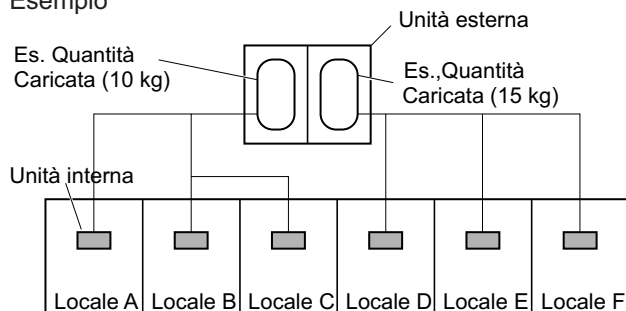 Esempio
Unità esterna
Es. Quantità
Caricata (10 kg)
Es.,Quantità
Caricata (15 kg)
Unità interna
Locale A
Locale B
Locale C
Locale D
Locale E
Locale F